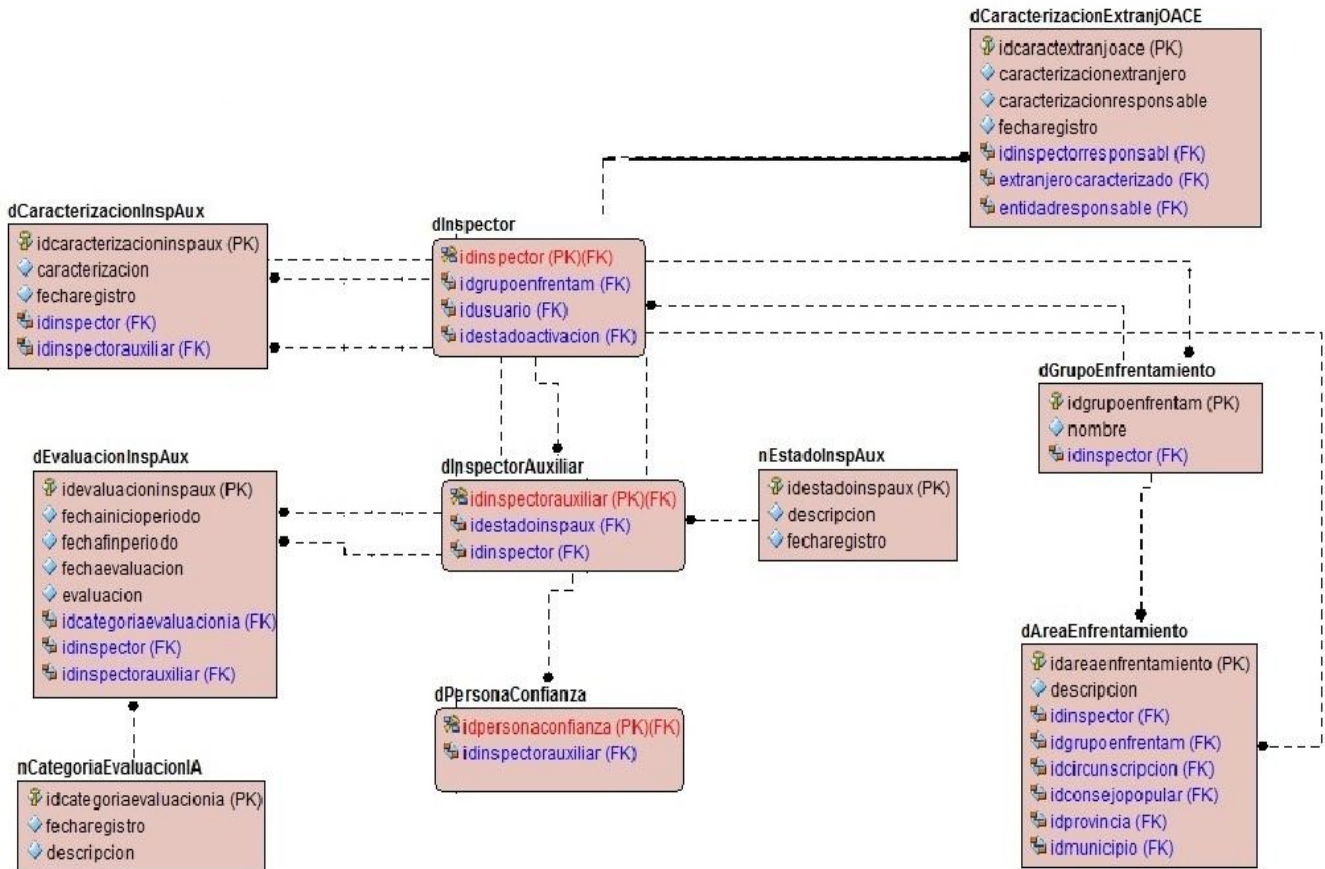 dCaracterizacionExtranjOACE
idcaractextranjoace (PK)
caracterizacionextranjero
caracterizacionresponsable
fecharegistro
idinspectorresponsabl (FK)
extranjerocaracterizado (FK)
entidadresponsable (FK)
dCaracterizacionInspAux
idcaracterizacioninspaux (PK)
caracterizacion
fecharegistro
idinspector (FK)
idinspectorauxiliar (FK)
dInspector
idinspector (PK)(FK)
idgrupoenfrentam (FK)
idusuario (FK)
idestadoactivacion (FK)
dGrupoEnfrentamiento
idgrupoenfrentam (PK)
nombre
idinspector (FK)
dEvaluacionInspAux
idevaluacioninspaux (PK)
fechainicioperiodo
fechafinperiodo
fechaevaluacion
evaluacion
idcategoriaevaluacionia (FK)
idinspector (FK)
idinspectorauxiliar (FK)
dInspectorAuxiliar
idinspectorauxiliar (PK)(FK)
idestadoinspaux (FK)
idinspector (FK)
nEstadoInspAux
idestadoinspaux (PK)
descripcion
fecharegistro
dPersonaConfianza
idpersonaconfianza (PK)(FK)
idinspectorauxiliar (FK)
dAreaEnfrentamiento
idareaenfrentamiento (PK)
descripcion
idinspector (FK)
idgrupoenfrentam (FK)
idcircunscripcion (FK)
idconsejopopular (FK)
idprovincia (FK)
idmunicipio (FK)
nCategoriaEvaluacionIA
idcategoriaevaluacionia (PK)
fecharegistro
descripcion